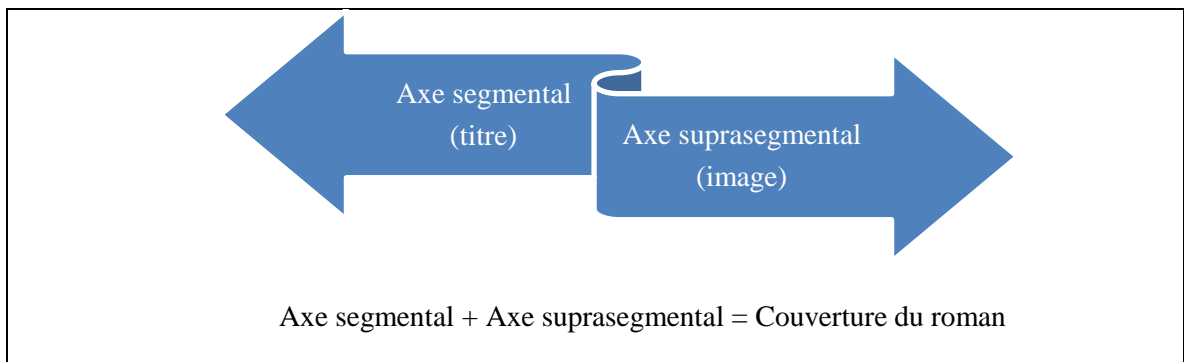 Axe segmental
(titre)
Axe suprasegmental
(image)
Axe segmental + Axe suprasegmental = Couverture du roman